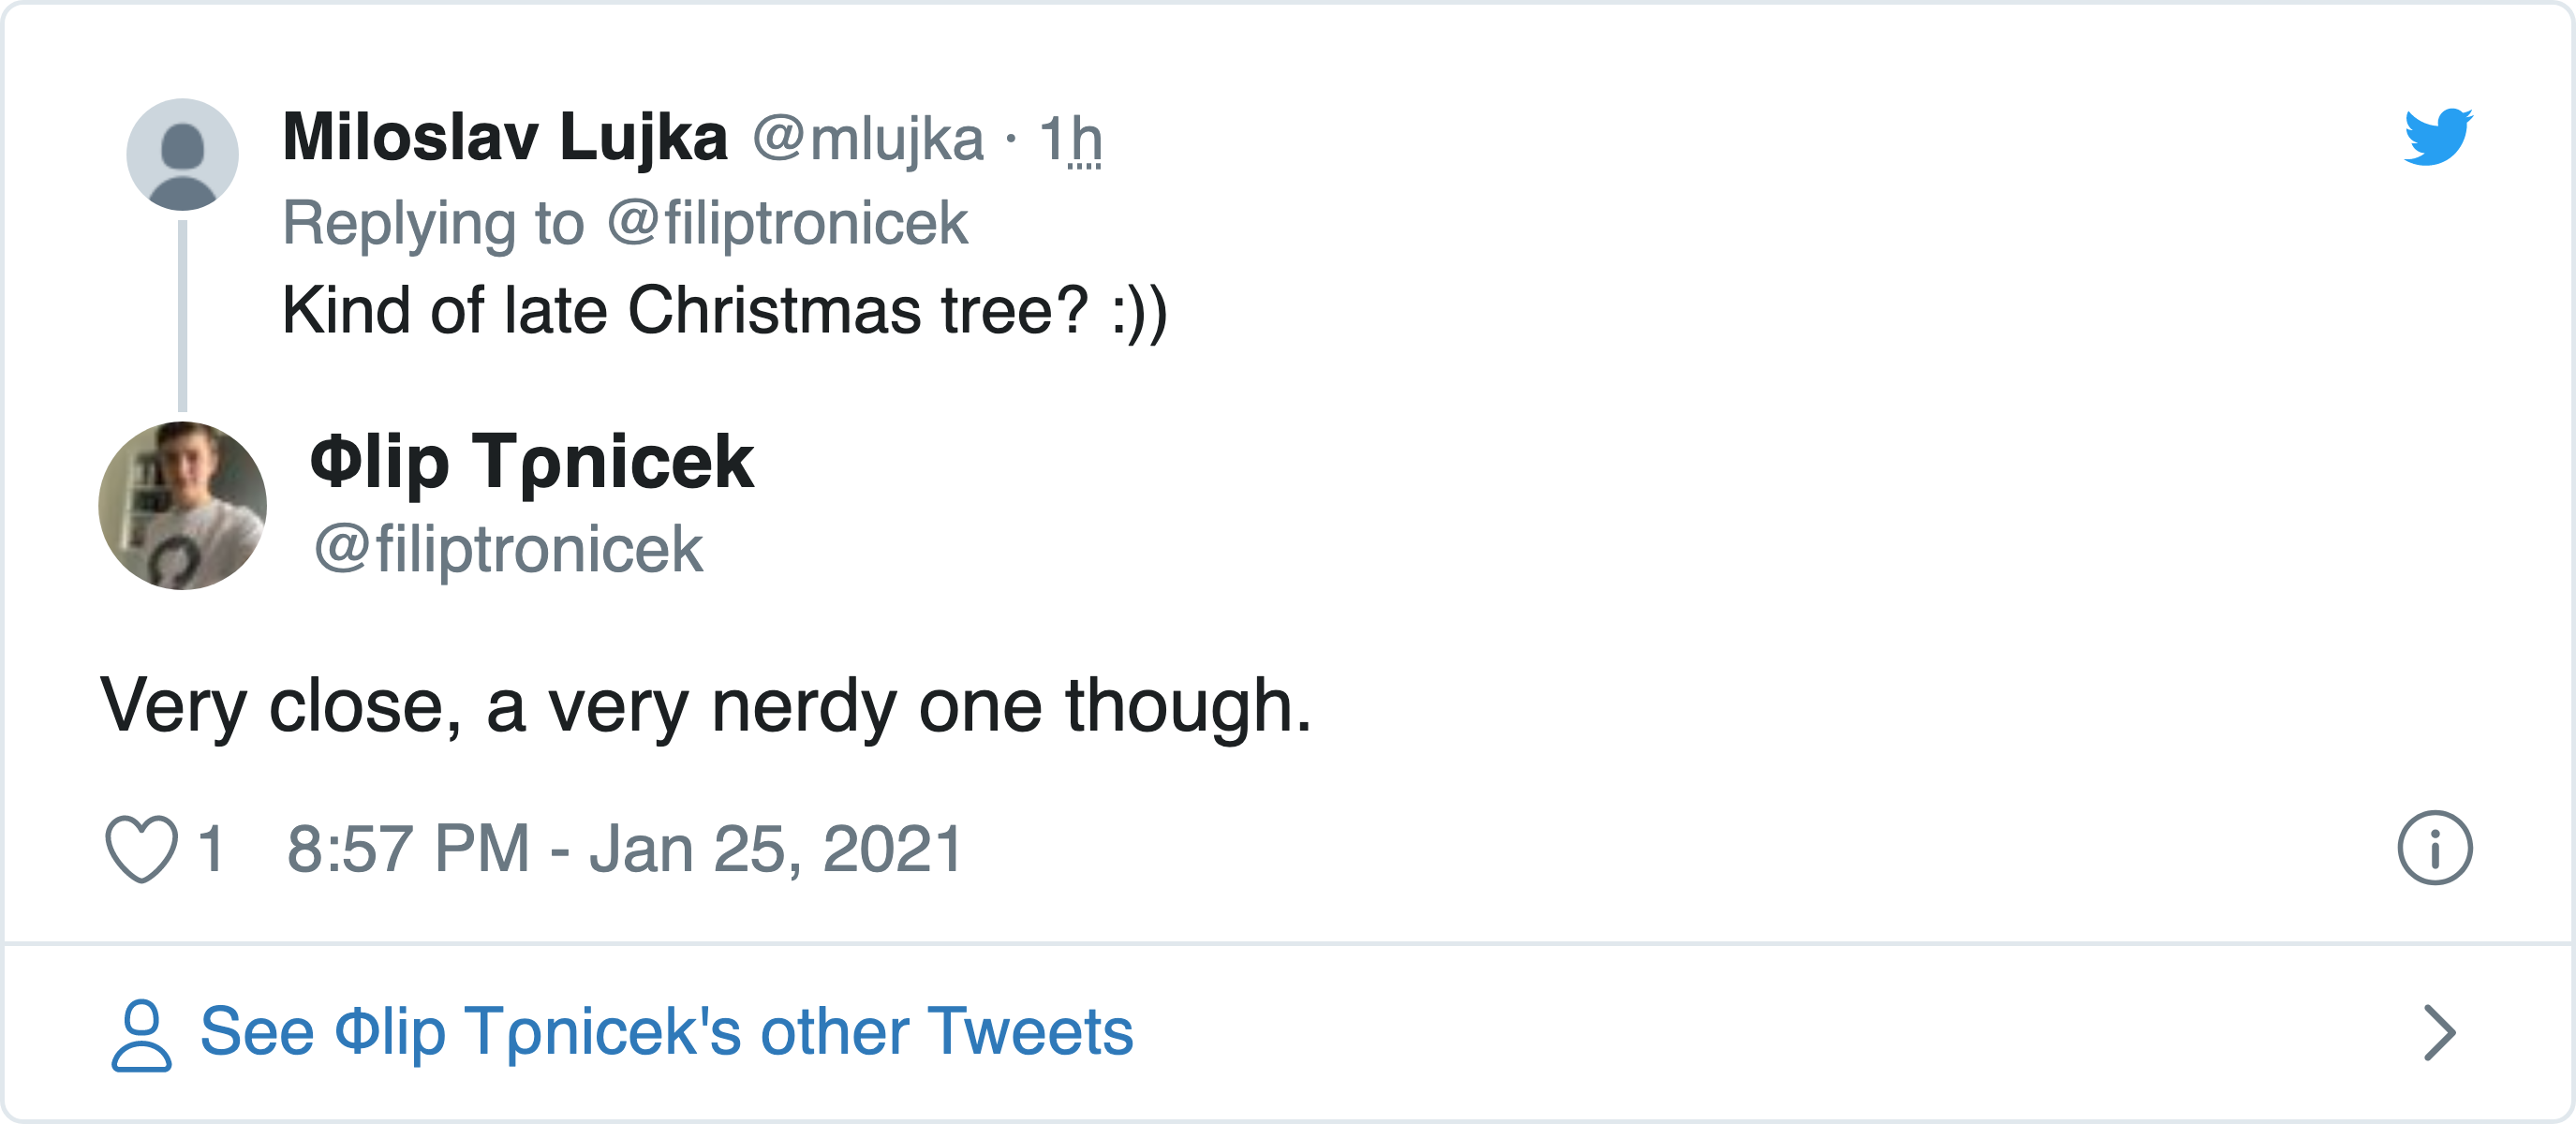 Miloslav Lujka @mlujka · 1h
Replying to @filiptronicek
Kind of late Christmas tree? :))
Φlip Tρnicek
@filiptronicek
Very close, a very nerdy one though.
1 8:57 PM - Jan 25, 2021
See Φlip Tρnicek's other Tweets